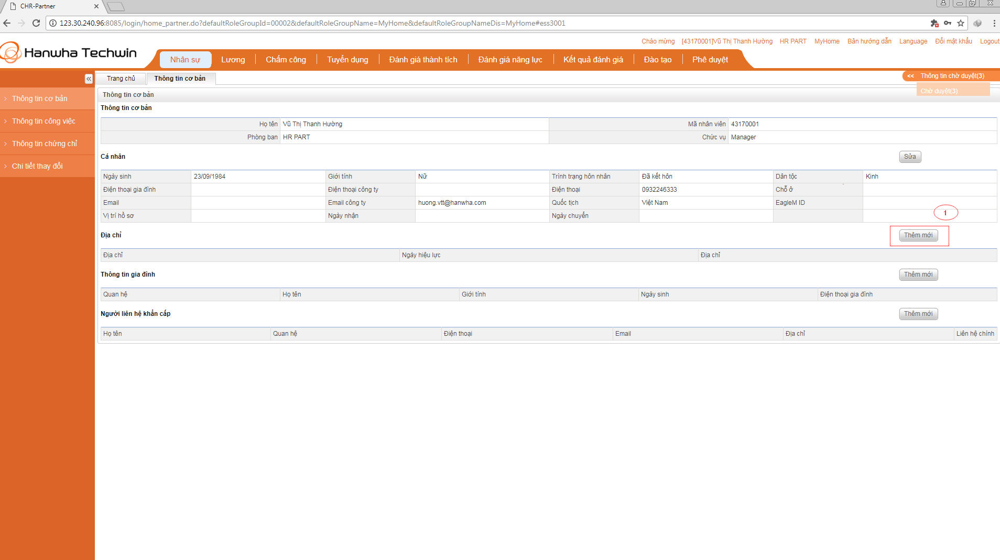 CHR-Partner
123.30.240.96:8085/login/home_partner.do?defaultRoleGroupId=00002&defaultRoleGroupName=MyHome&defaultRoleGroupNameDis=MyHome#ess3001
Chào mừng [43170001]Vũ Thị Thanh Hường HR PART MyHome Bản hướng dẫn Language Đổi mật khẩu Logout
Hanwha Techwin
Nhân sự Lương Chấm công Tuyển dụng Đánh giá thành tích Đánh giá năng lực Kết quả đánh giá Đào tạo Phê duyệt
« Trang chủ Thông tin cơ bản << Thông tin chờ duyệt(3)
Chờ duyệt(3)
Thông tin cơ bản
Thông tin công việc
Thông tin chứng chỉ
Chi tiết thay đổi
Thông tin cơ bản
Thông tin cơ bản
Họ tên Vũ Thị Thanh Hường Mã nhân viên 43170001
Phòng ban HR PART Chức vụ Manager
Cá nhân Sửa
Ngày sinh 23/09/1984 Giới tính Nữ Trình trạng hôn nhân Đã kết hôn Dân tộc Kinh
Điện thoại gia đình Điện thoại công ty Điện thoại 0932246333 Chỗ ở
Email Email công ty huong.vtt@hanwha.com Quốc tịch Việt Nam EagleM ID
Vị trí hồ sơ Ngày nhận Ngày chuyển
1
Địa chỉ Thêm mới
Địa chỉ Ngày hiệu lực Địa chỉ
Thông tin gia đình Thêm mới
Quan hệ Họ tên Giới tính Ngày sinh Điện thoại gia đình
Người liên hệ khẩn cấp Thêm mới
Họ tên Quan hệ Điện thoại Email Địa chỉ Liên hệ chính